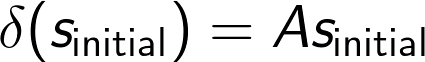 δ(s_initial) = As_initial